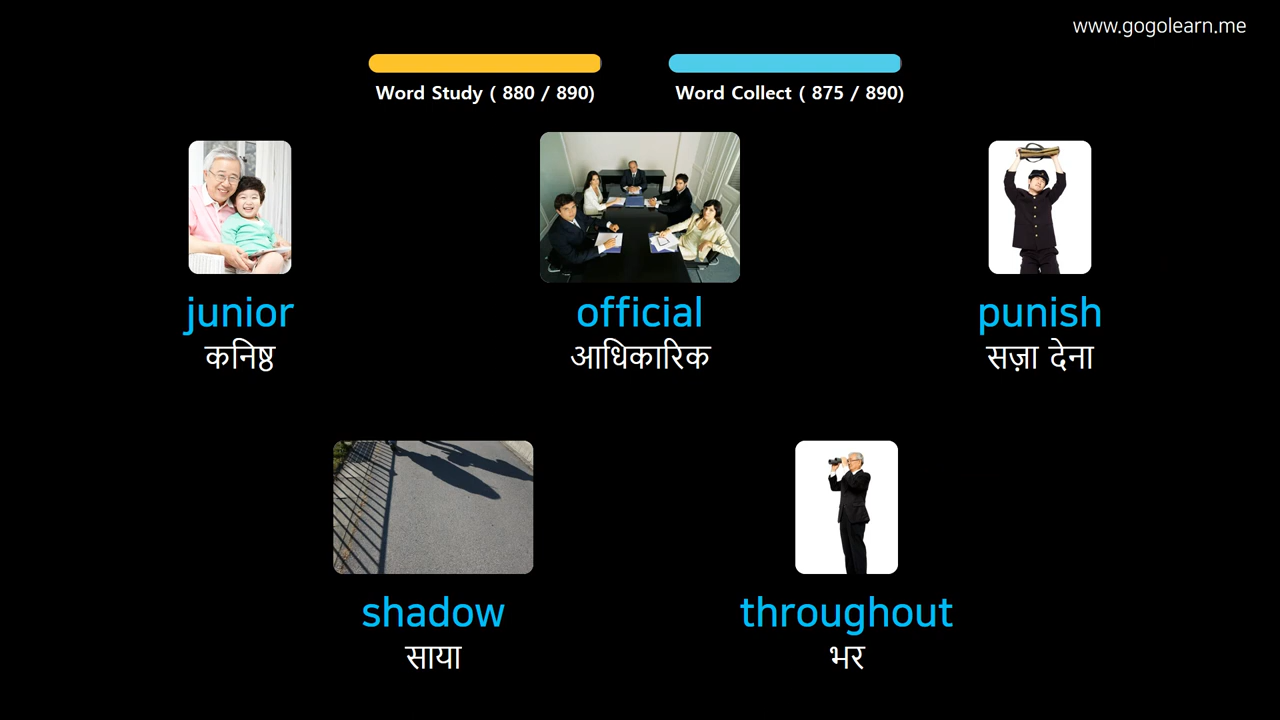 www.gogolearn.me
Word Study ( 880 / 890)
Word Collect ( 875 / 890)
junior
कनिष्ठ
official
आधिकारिक
punish
सज़ा देना
shadow
साया
throughout
भर